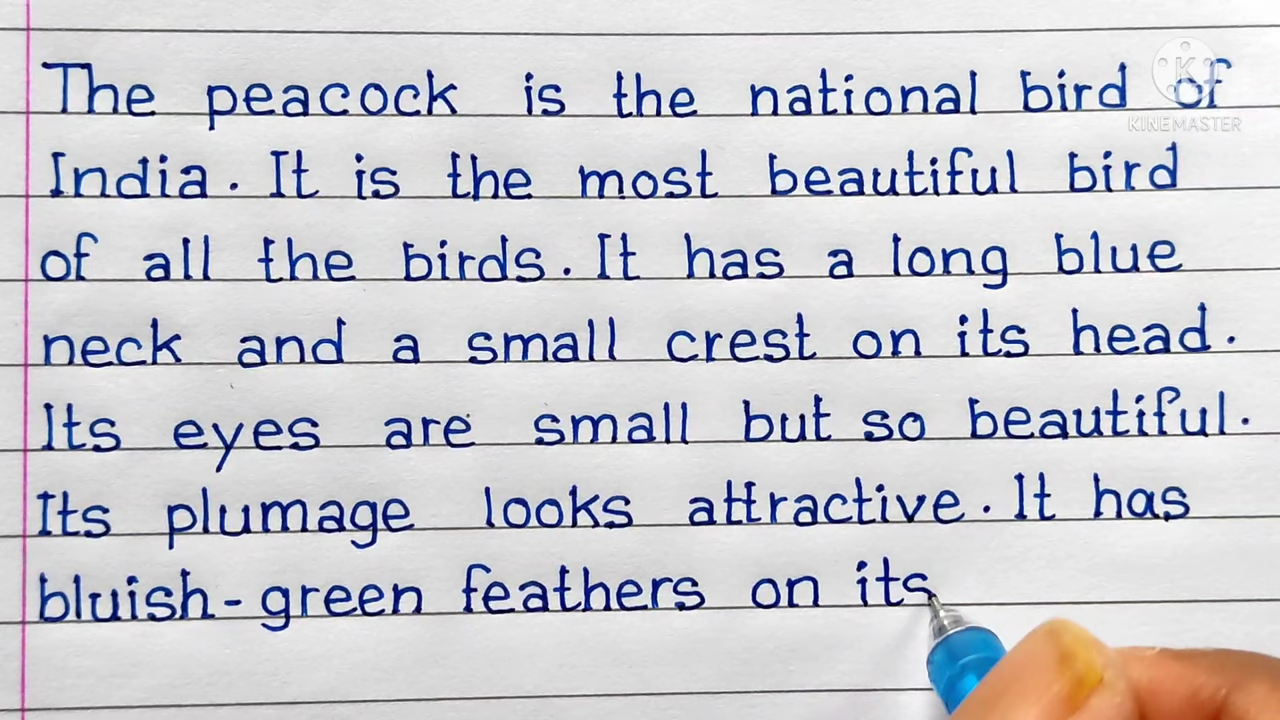 The peacock is the national bird of
KINEMASTER
India. It is the most beautiful bird
of all the birds. It has a long blue
neck and a small crest on its head.
Its eyes are small but so beautiful.
Its plumage looks attractive. It has
bluish-green feathers on its